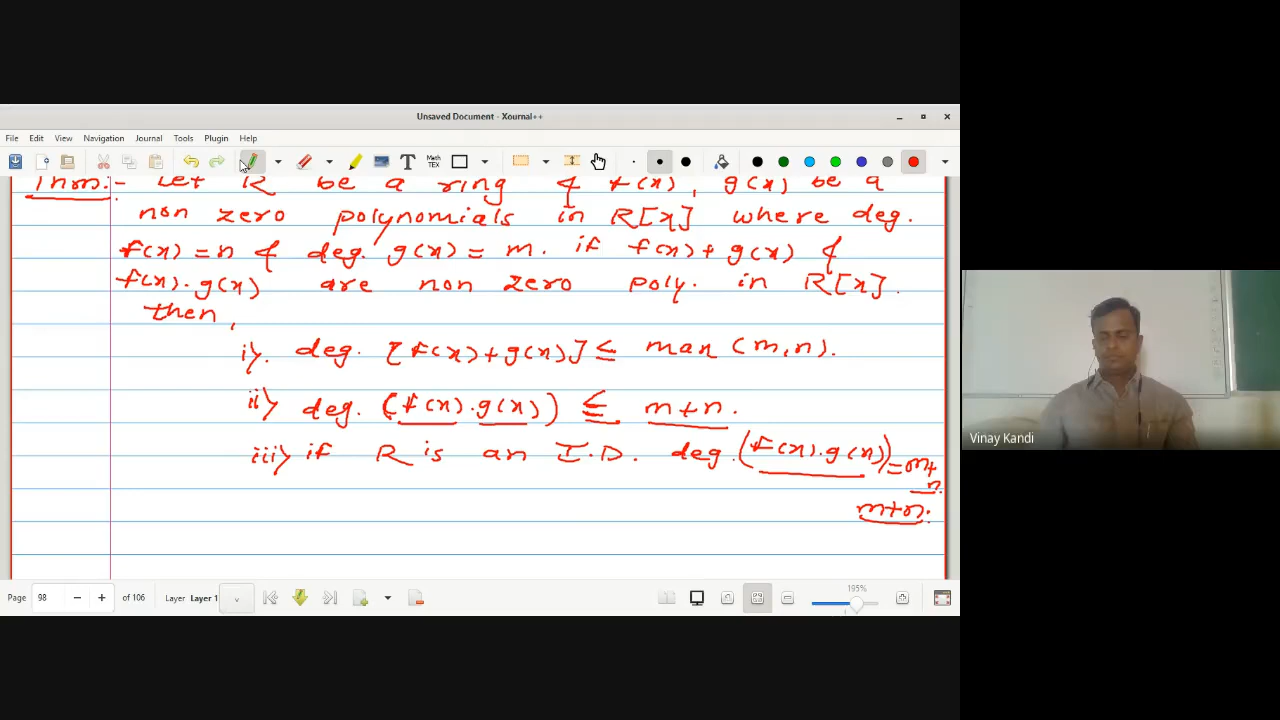 Unsaved Document - Xournal++
File Edit View Navigation Journal Tools Plugin Help
Thm:- Let R be a ring & f(x), g(x) be a
non zero polynomials in R[x] where deg.
f(x) = n & deg. g(x) = m. if f(x) + g(x) &
f(x) . g(x) are non zero poly. in R[x].
then,
i). deg. [f(x) + g(x)] ≤ max (m, n).
ii) deg. (f(x) . g(x)) ≤ m + n.
iii) if R is an I.D. deg. (f(x) . g(x)) = m +
n.
m + n.
Vinay Kandi
Page 98 of 106 Layer Layer 1 195%